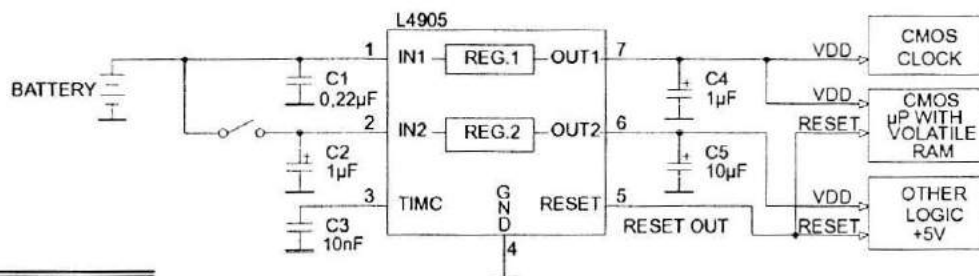 L4905
1
IN1
REG.1
OUT1
7
VDD
CMOS
CLOCK
BATTERY
C1
0,22µF
+
C4
1µF
VDD
CMOS
µP WITH
VOLATILE
RAM
RESET
2
IN2
REG.2
OUT2
6
+
C2
1µF
+
C5
10µF
3
TIMC
GND
RESET
5
VDD
OTHER
LOGIC
+5V
C3
10nF
4
RESET OUT
RESET